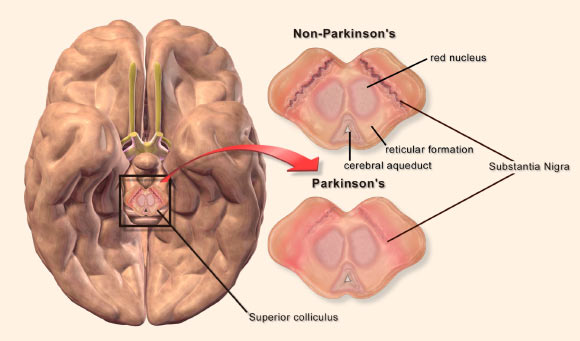 Non-Parkinson's
red nucleus
reticular formation
cerebral aqueduct
Substantia Nigra
Parkinson's
Superior colliculus